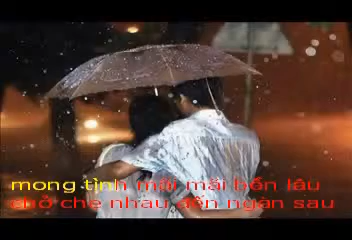 mong tình mãi mãi bền lâu
chở che nhau đến ngàn sau